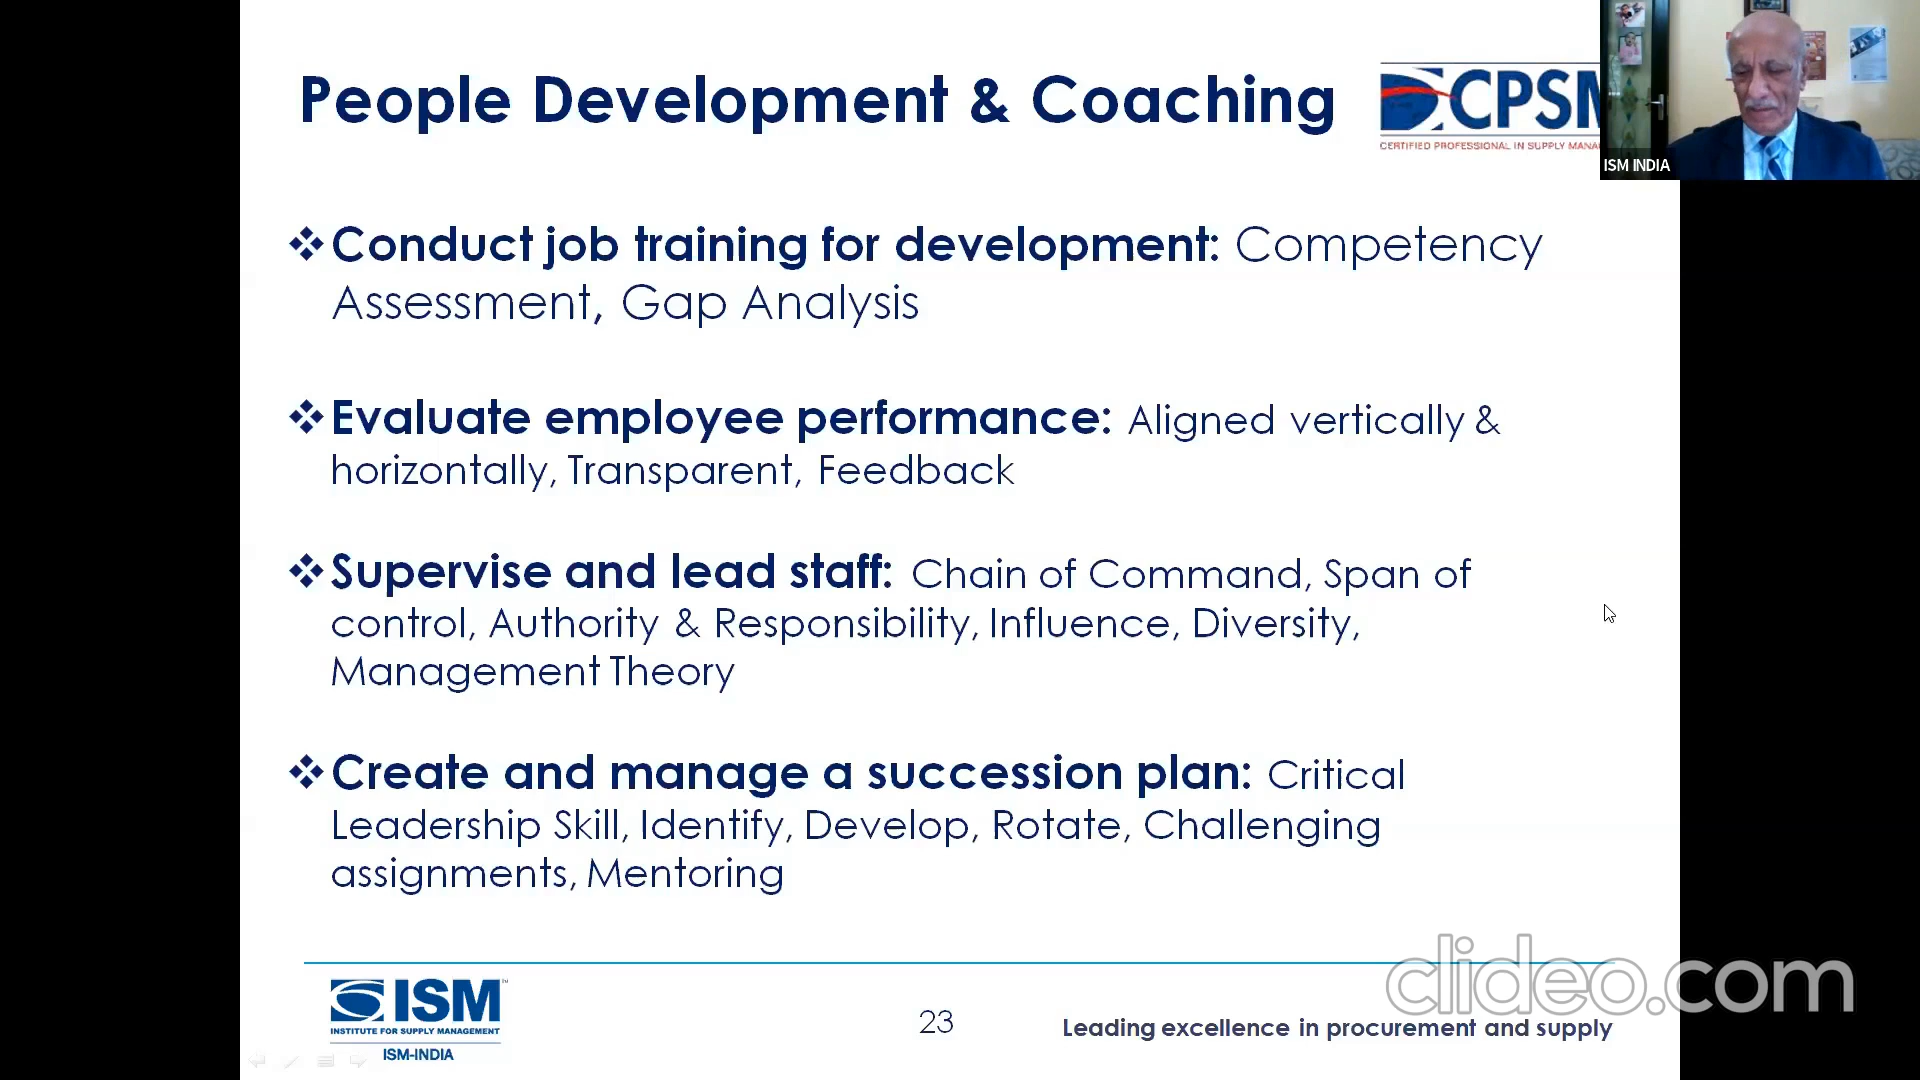 People Development & Coaching
CPSM
CERTIFIED PROFESSIONAL IN SUPPLY MANA
ISM INDIA
❖Conduct job training for development: Competency
Assessment, Gap Analysis
❖Evaluate employee performance: Aligned vertically &
horizontally, Transparent, Feedback
❖Supervise and lead staff: Chain of Command, Span of
control, Authority & Responsibility, Influence, Diversity,
Management Theory
❖Create and manage a succession plan: Critical
Leadership Skill, Identify, Develop, Rotate, Challenging
assignments, Mentoring
ISM
INSTITUTE FOR SUPPLY MANAGEMENT
ISM-INDIA
23
Leading excellence in procurement and supply
clideo.com